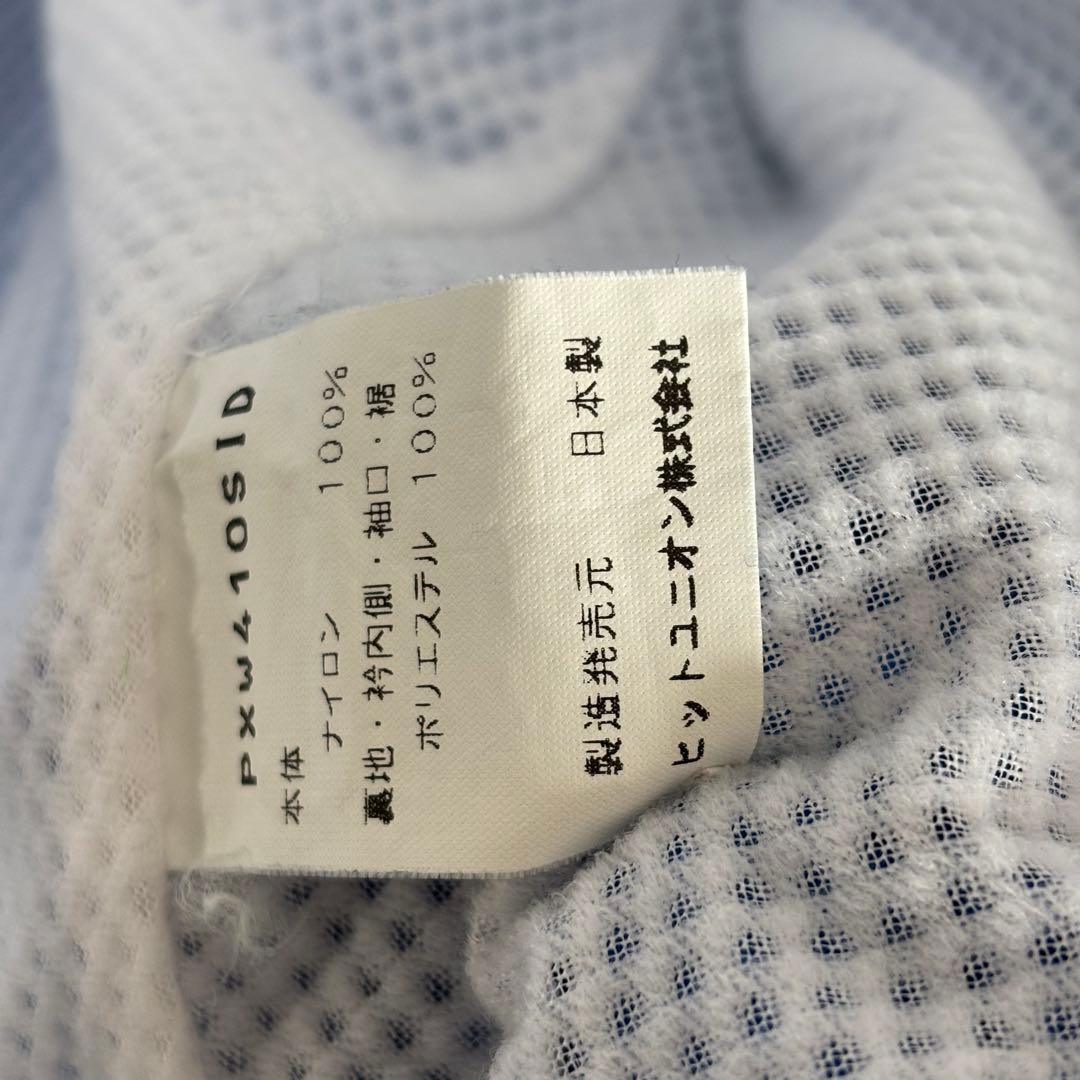 PXW410SID
本体
ナイロン 100%
裏地・衿内側・袖口・裾
ポリエステル 100%
日本製
製造発売元
ヒットユニオン株式会社